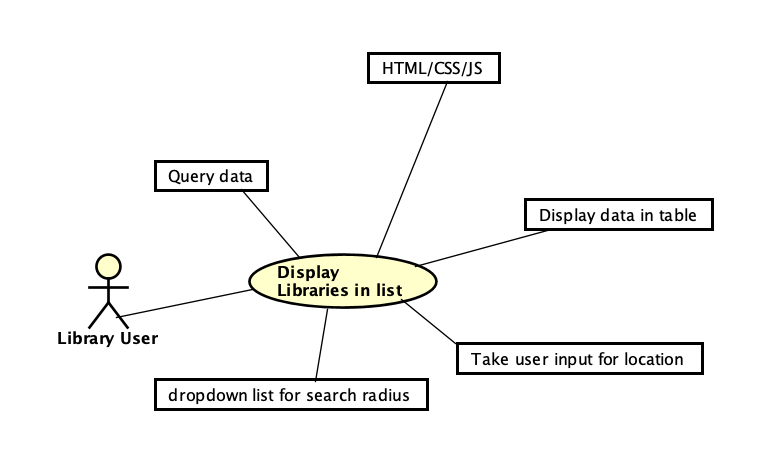 HTML/CSS/JS
Query data
Display data in table
Display
Libraries in list
Library User
Take user input for location
dropdown list for search radius